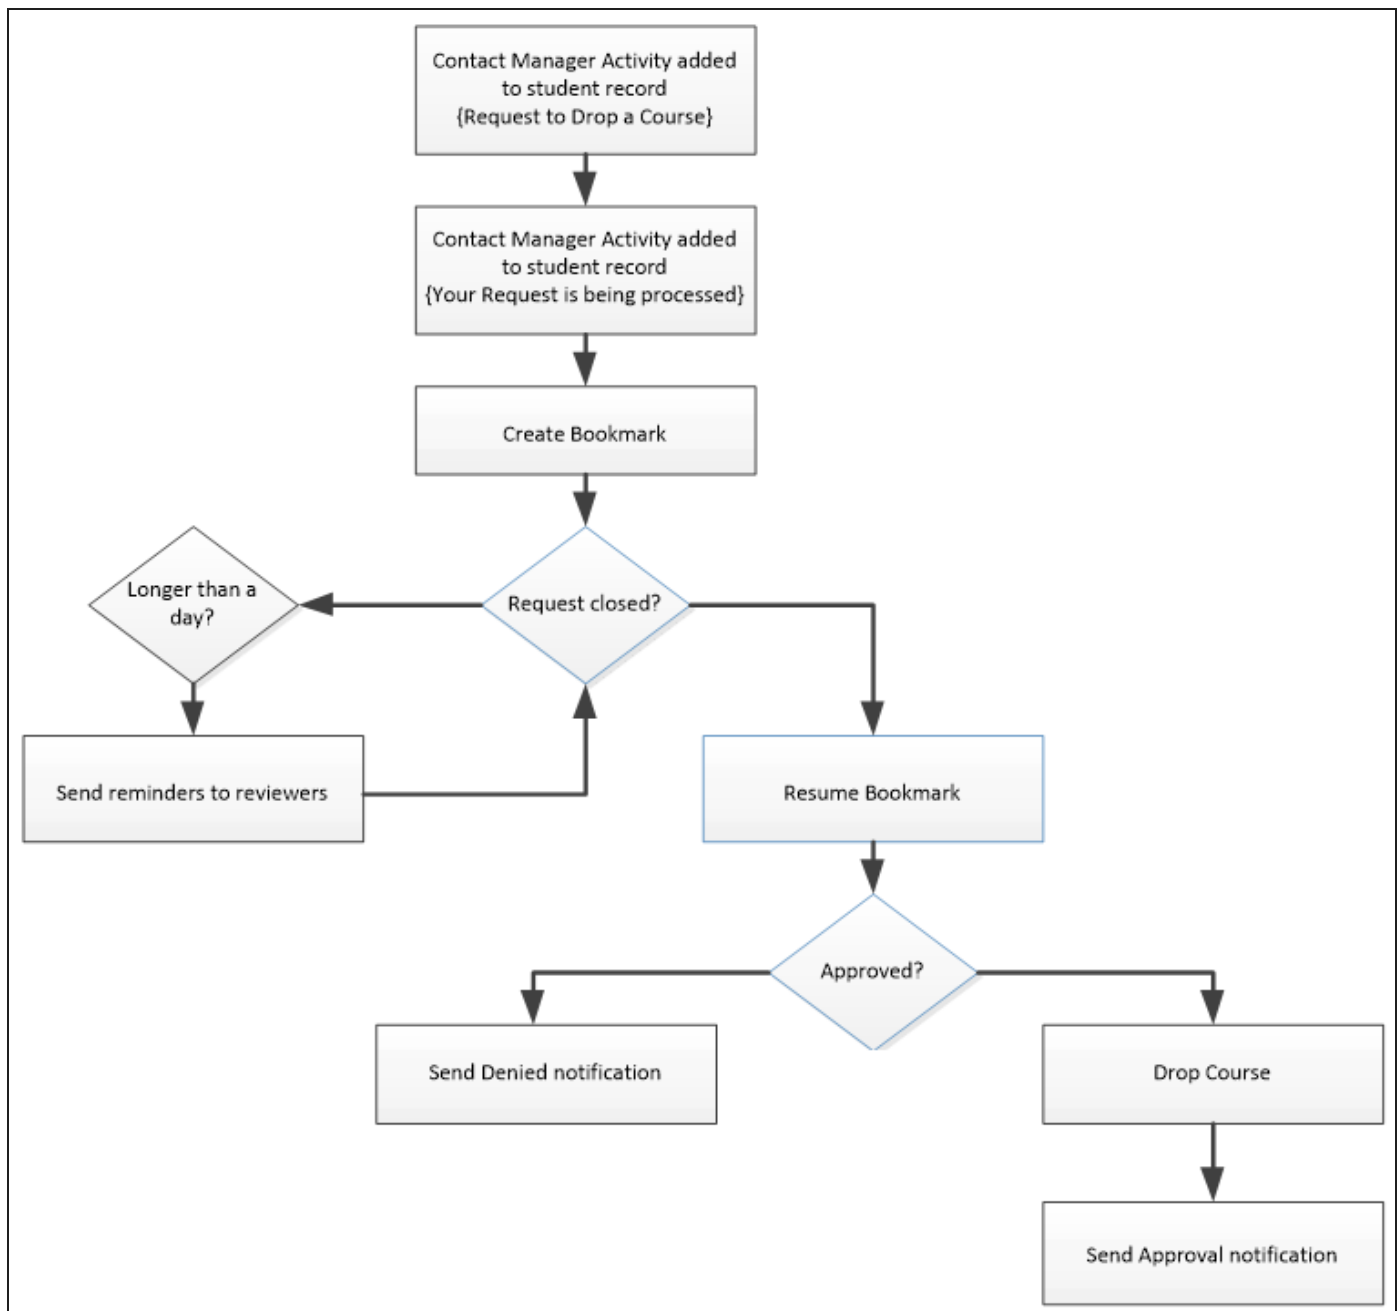 Contact Manager Activity added
to student record
{Request to Drop a Course}
Contact Manager Activity added
to student record
{Your Request is being processed}
Create Bookmark
Longer than a
day?
Request closed?
Send reminders to reviewers
Resume Bookmark
Approved?
Send Denied notification
Drop Course
Send Approval notification